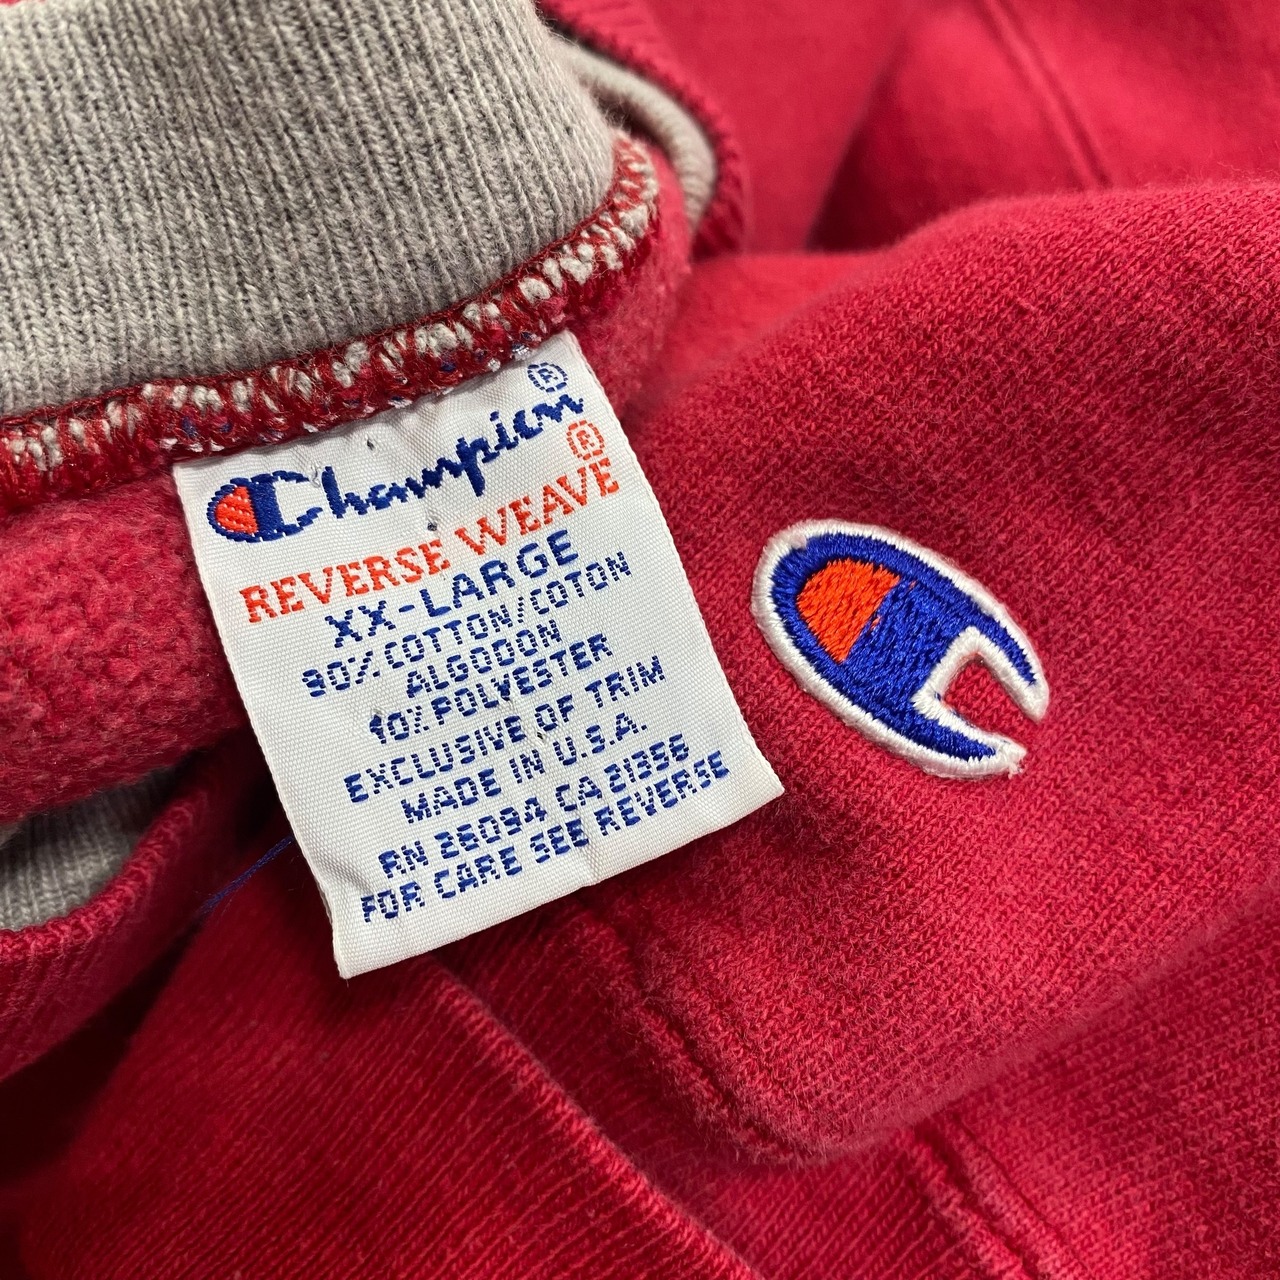 Champion®
REVERSE WEAVE®
XX-LARGE
90% COTTON/COTON
ALGODON
10% POLYESTER
EXCLUSIVE OF TRIM
MADE IN U.S.A.
RN 26094 CA 21356
FOR CARE SEE REVERSE